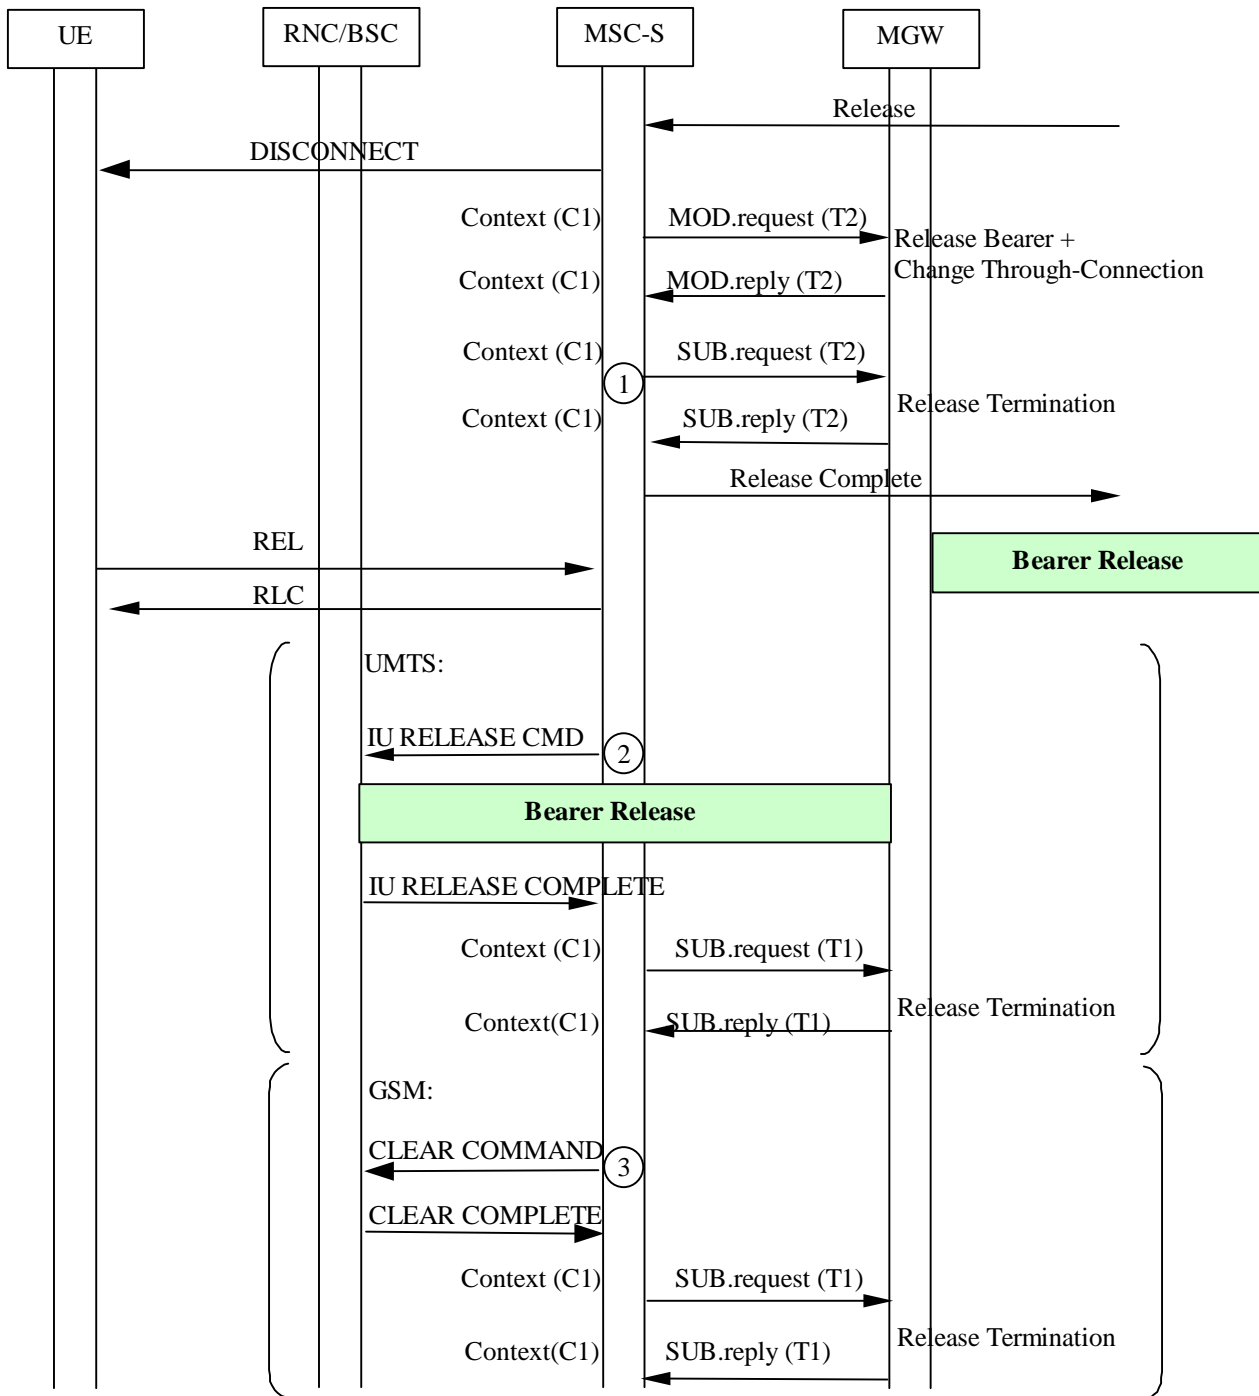 UE
RNC/BSC
MSC-S
MGW
Release
DISCONNECT
Context (C1)
MOD.request (T2)
Release Bearer +
Change Through-Connection
Context (C1)
MOD.reply (T2)
Context (C1)
SUB.request (T2)
1
Release Termination
Context (C1)
SUB.reply (T2)
Release Complete
REL
Bearer Release
RLC
UMTS:
IU RELEASE CMD
2
Bearer Release
IU RELEASE COMPLETE
Context (C1)
SUB.request (T1)
Release Termination
Context(C1)
SUB.reply (T1)
GSM:
CLEAR COMMAND
3
CLEAR COMPLETE
Context (C1)
SUB.request (T1)
Release Termination
Context(C1)
SUB.reply (T1)